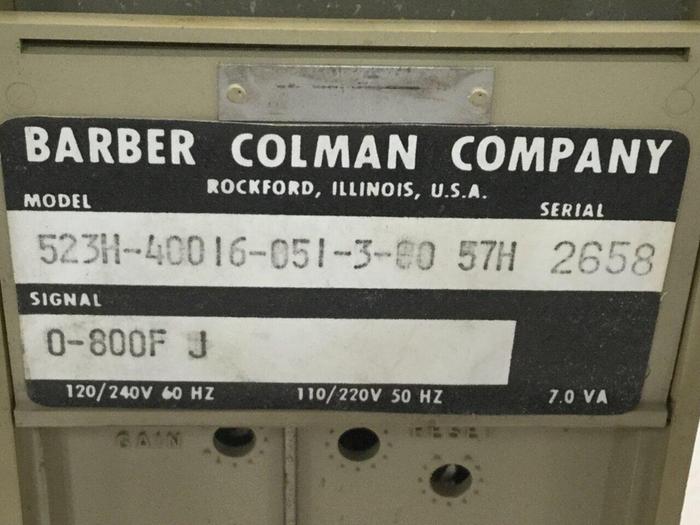 BARBER COLMAN COMPANY
ROCKFORD, ILLINOIS, U.S.A.
MODEL SERIAL
523H-40016-051-3-00 57H 2658
SIGNAL
0-800F J
120/240V 60 HZ 110/220V 50 HZ 7.0 VA
GAIN RESET